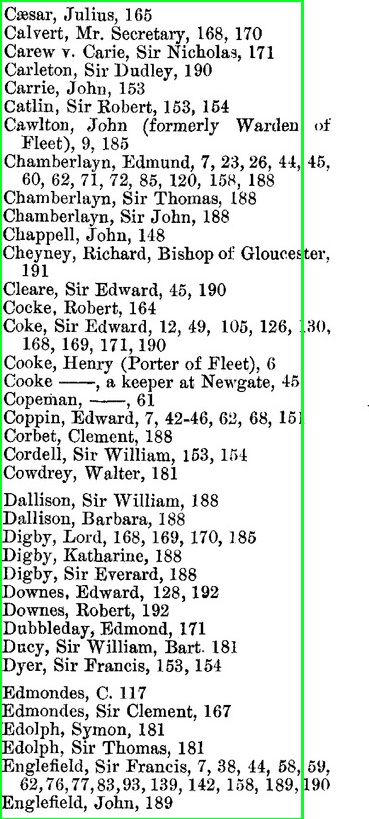 Cæsar, Julius, 165
Calvert, Mr. Secretary, 168, 170
Carew v. Carie, Sir Nicholas, 171
Carleton, Sir Dudley, 190
Carrie, John, 153
Catlin, Sir Robert, 153, 154
Cawlton, John (formerly Warden of
Fleet), 9, 185
Chamberlayn, Edmund, 7, 23, 26, 44, 45,
60, 62, 71, 72, 85, 120, 158, 188
Chamberlayn, Sir Thomas, 188
Chamberlayn, Sir John, 188
Chappell, John, 148
Cheyney, Richard, Bishop of Gloucester,
191
Cleare, Sir Edward, 45, 190
Cocke, Robert, 164
Coke, Sir Edward, 12, 49, 105, 126, 130,
168, 169, 171, 190
Cooke, Henry (Porter of Fleet), 6
Cooke ——, a keeper at Newgate, 45
Copeman, ——, 61
Coppin, Edward, 7, 42-46, 62, 68, 151
Corbet, Clement, 188
Cordell, Sir William, 153, 154
Cowdrey, Walter, 181
Dallison, Sir William, 188
Dallison, Barbara, 188
Digby, Lord, 168, 169, 170, 185
Digby, Katharine, 188
Digby, Sir Everard, 188
Downes, Edward, 128, 192
Downes, Robert, 192
Dubbleday, Edmond, 171
Ducy, Sir William, Bart. 181
Dyer, Sir Francis, 153, 154
Edmondes, C. 117
Edmondes, Sir Clement, 167
Edolph, Symon, 181
Edolph, Sir Thomas, 181
Englefield, Sir Francis, 7, 38, 44, 58, 59,
62, 76, 77, 83, 93, 139, 142, 158, 189, 190
Englefield, John, 189